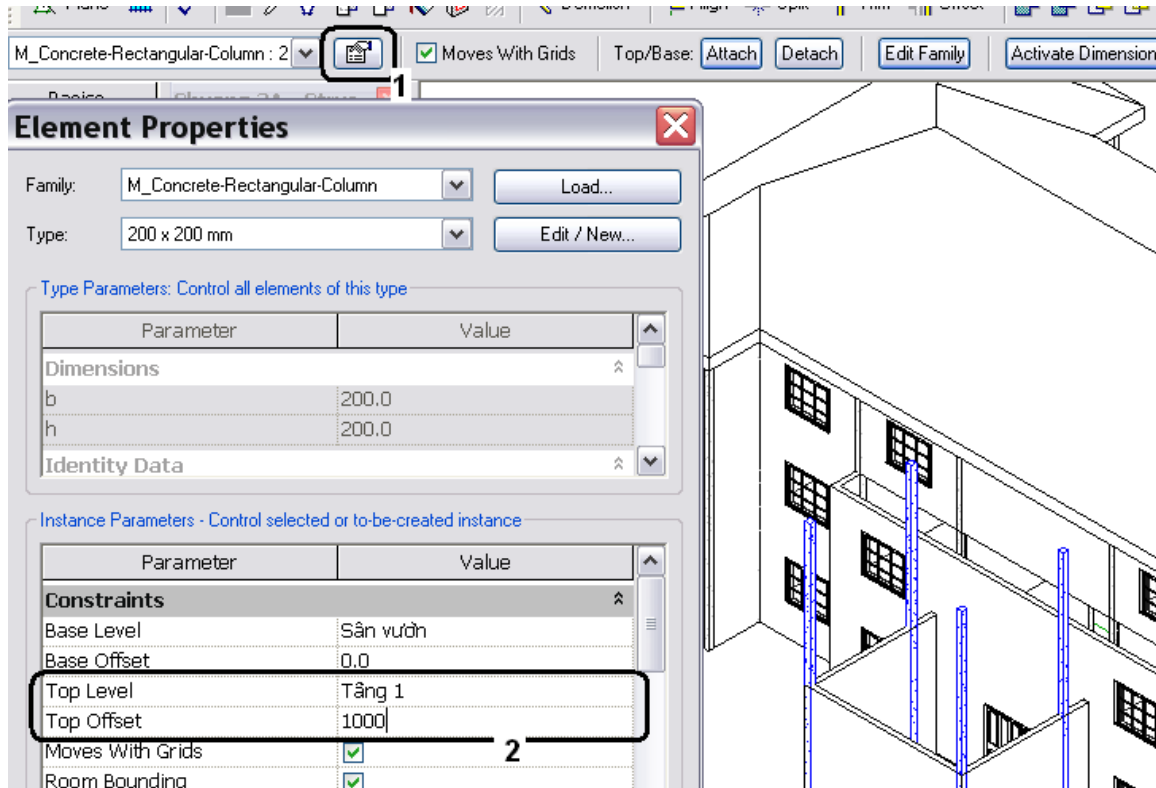 M_Concrete-Rectangular-Column : 2 Moves With Grids Top/Base: Attach Detach Edit Family Activate Dimension
1
Element Properties
Family: M_Concrete-Rectangular-Column Load...
Type: 200 x 200 mm Edit / New...
Type Parameters: Control all elements of this type
Parameter Value
Dimensions
b 200.0
h 200.0
Identity Data
Instance Parameters - Control selected or to-be-created instance
Parameter Value
Constraints
Base Level Sân vườn
Base Offset 0.0
Top Level Tầng 1
Top Offset 1000
Moves With Grids
2
Room Bounding